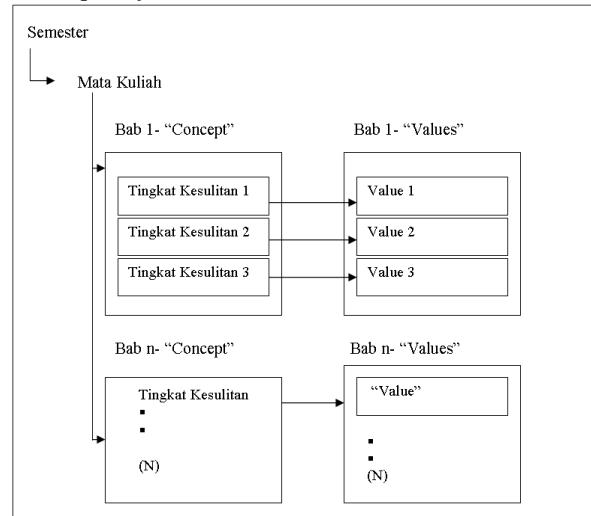 Semester
Mata Kuliah
Bab 1- “Concept”
Bab 1- “Values”
Tingkat Kesulitan 1
Value 1
Tingkat Kesulitan 2
Value 2
Tingkat Kesulitan 3
Value 3
Bab n- “Concept”
Bab n- “Values”
Tingkat Kesulitan
“Value”
(N)
(N)